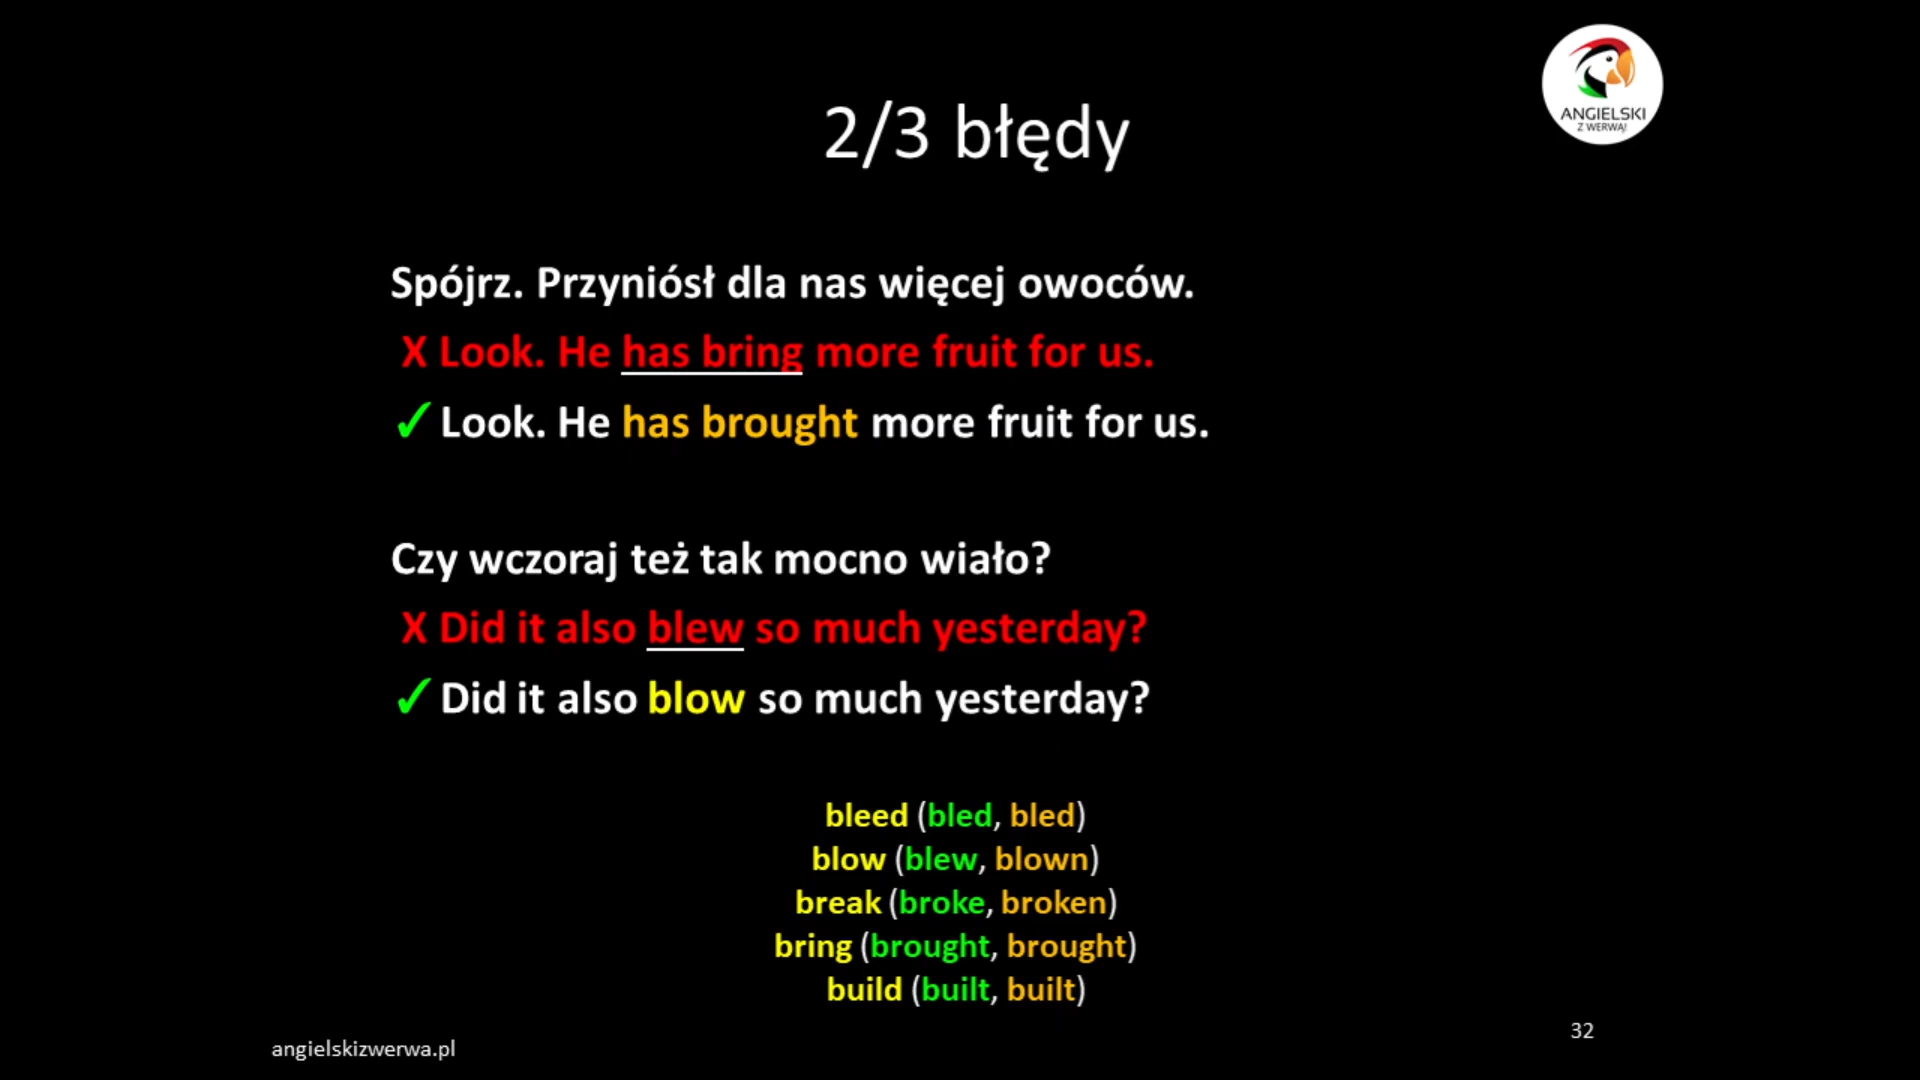 ANGIELSKI
Z WERWĄ!
2/3 błędy
Spójrz. Przyniósł dla nas więcej owoców.
X Look. He has bring more fruit for us.
✓ Look. He has brought more fruit for us.
Czy wczoraj też tak mocno wiało?
X Did it also blew so much yesterday?
✓ Did it also blow so much yesterday?
bleed (bled, bled)
blow (blew, blown)
break (broke, broken)
bring (brought, brought)
build (built, built)
32
angielskizwerwa.pl